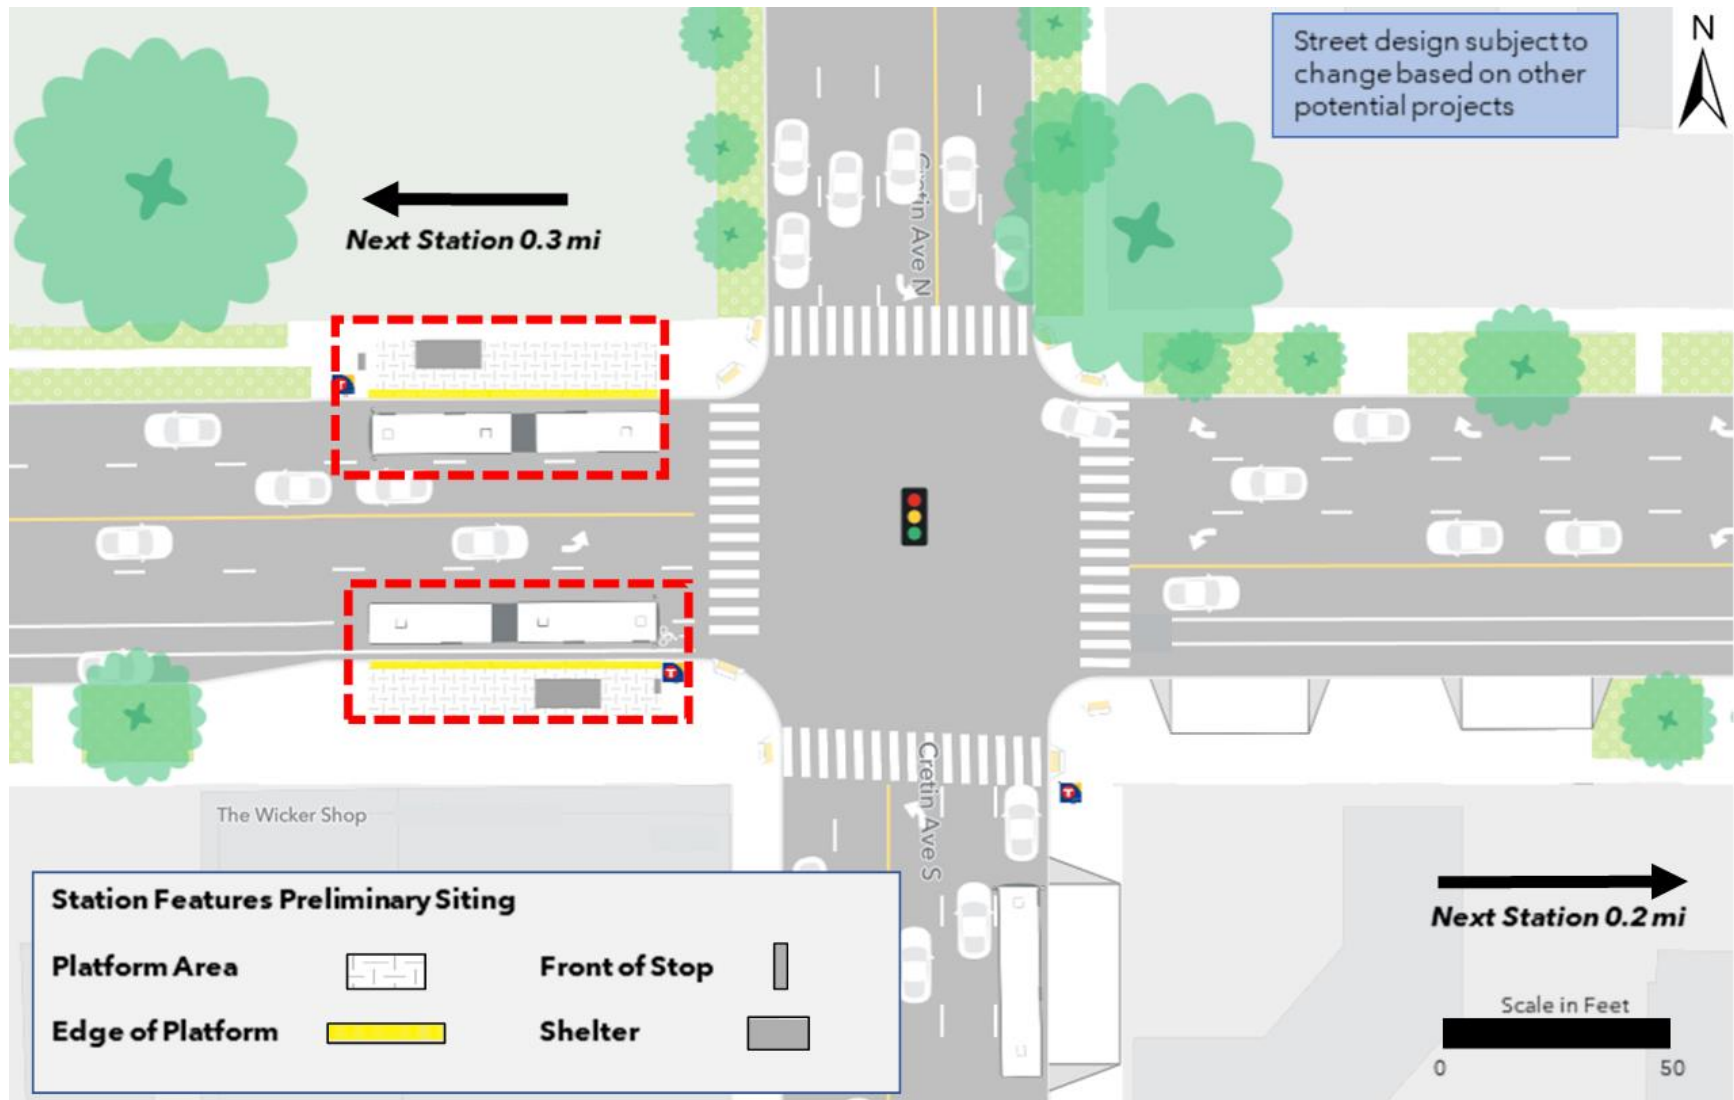 Street design subject to
change based on other
potential projects
N
Cretin Ave N
Next Station 0.3 mi
T
T
Cretin Ave S
T
The Wicker Shop
Station Features Preliminary Siting
Platform Area
Front of Stop
Edge of Platform
Shelter
Next Station 0.2 mi
Scale in Feet
0
50